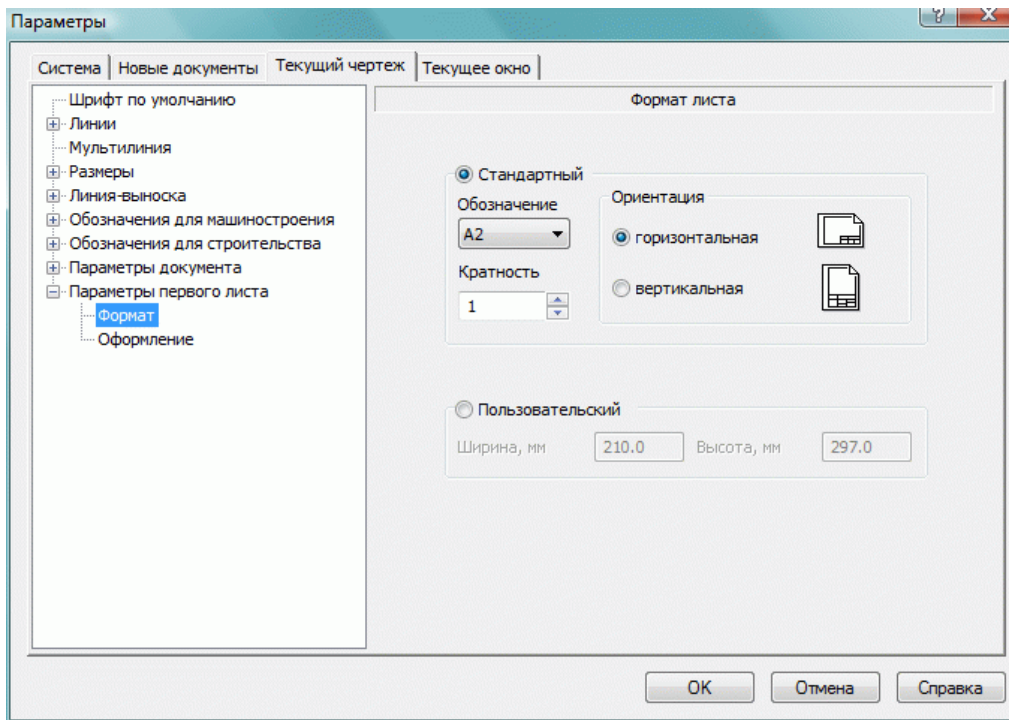 Параметры
Система Новые документы Текущий чертеж Текущее окно
Шрифт по умолчанию
Линии
Мультилиния
Размеры
Линия-выноска
Обозначения для машиностроения
Обозначения для строительства
Параметры документа
Параметры первого листа
Формат
Оформление
Формат листа
Стандартный
Обозначение
A2
Кратность
1
Ориентация
горизонтальная
вертикальная
Пользовательский
Ширина, мм 210.0 Высота, мм 297.0
OK Отмена Справка